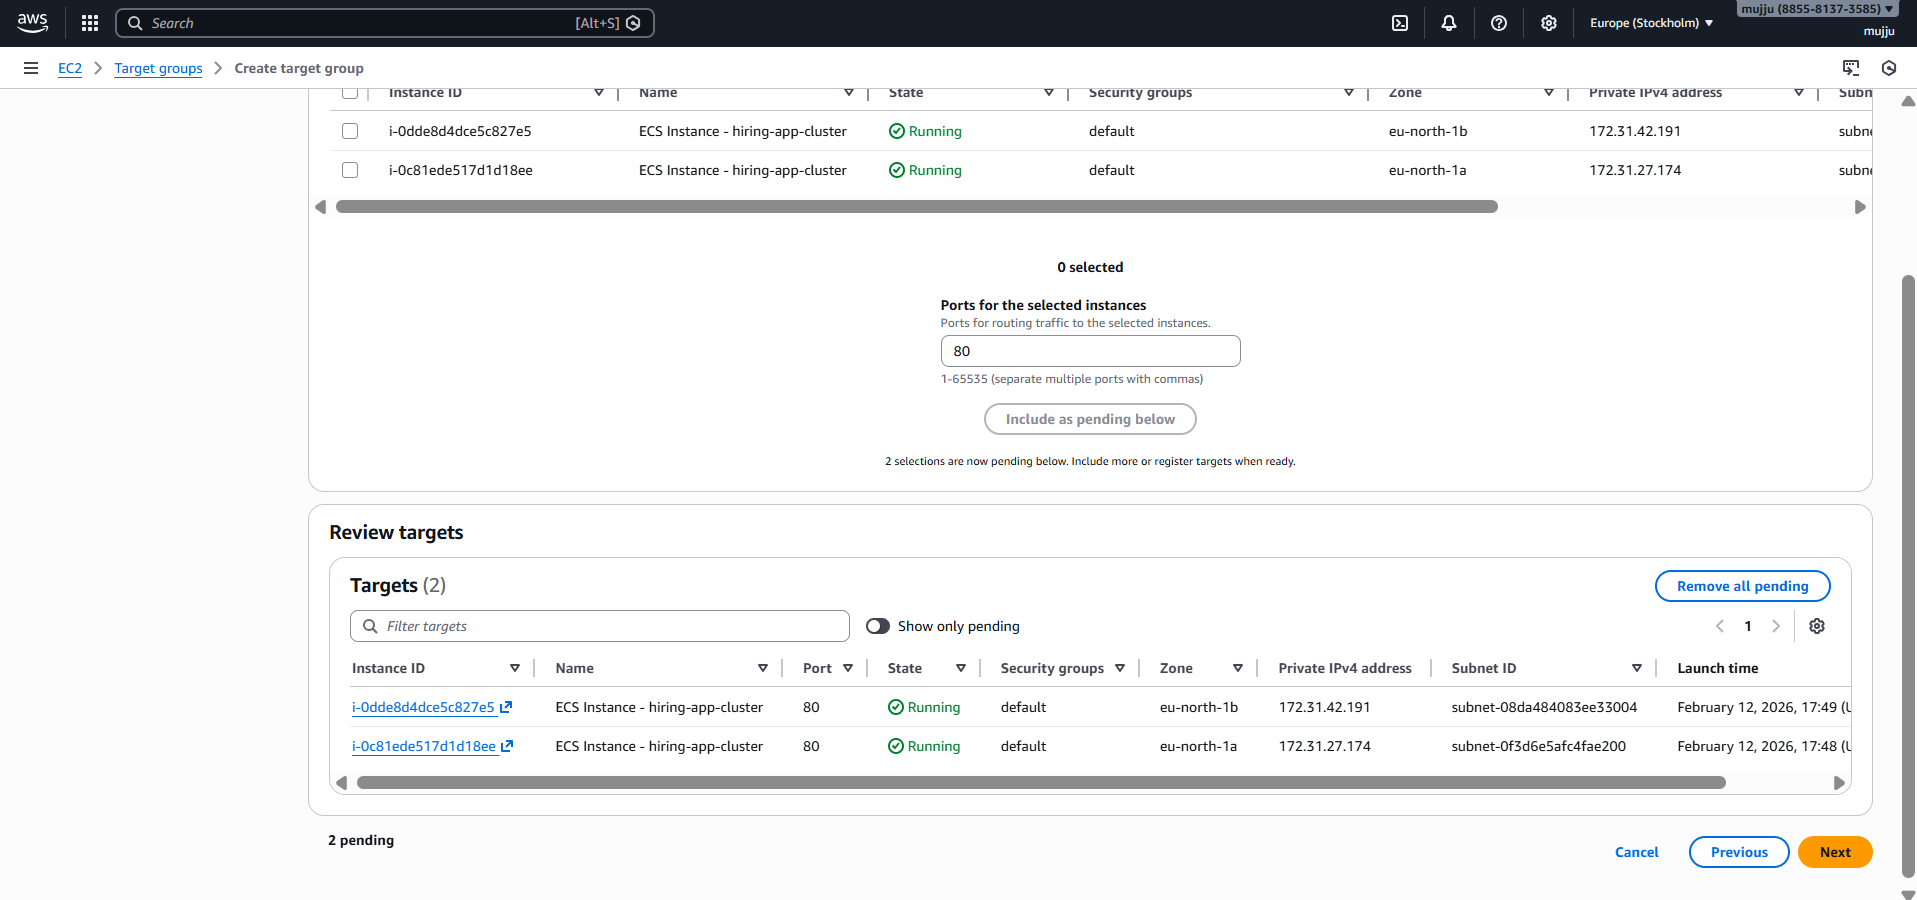 aws
Search [Alt+S]
Europe (Stockholm)
mujju (8855-8137-3585)
mujju
EC2 Target groups Create target group
Instance ID Name State Security groups Zone Private IPv4 address Subn
i-0dde8d4dce5c827e5 ECS Instance - hiring-app-cluster Running default eu-north-1b 172.31.42.191 subne
i-0c81ede517d1d18ee ECS Instance - hiring-app-cluster Running default eu-north-1a 172.31.27.174 subne
0 selected
Ports for the selected instances
Ports for routing traffic to the selected instances.
80
1-65535 (separate multiple ports with commas)
Include as pending below
2 selections are now pending below. Include more or register targets when ready.
Review targets
Targets (2)
Remove all pending
Filter targets
Show only pending
1
Instance ID Name Port State Security groups Zone Private IPv4 address Subnet ID Launch time
i-0dde8d4dce5c827e5 ECS Instance - hiring-app-cluster 80 Running default eu-north-1b 172.31.42.191 subnet-08da484083ee33004 February 12, 2026, 17:49 (U
i-0c81ede517d1d18ee ECS Instance - hiring-app-cluster 80 Running default eu-north-1a 172.31.27.174 subnet-0f3d6e5afc4fae200 February 12, 2026, 17:48 (U
2 pending
Cancel Previous Next